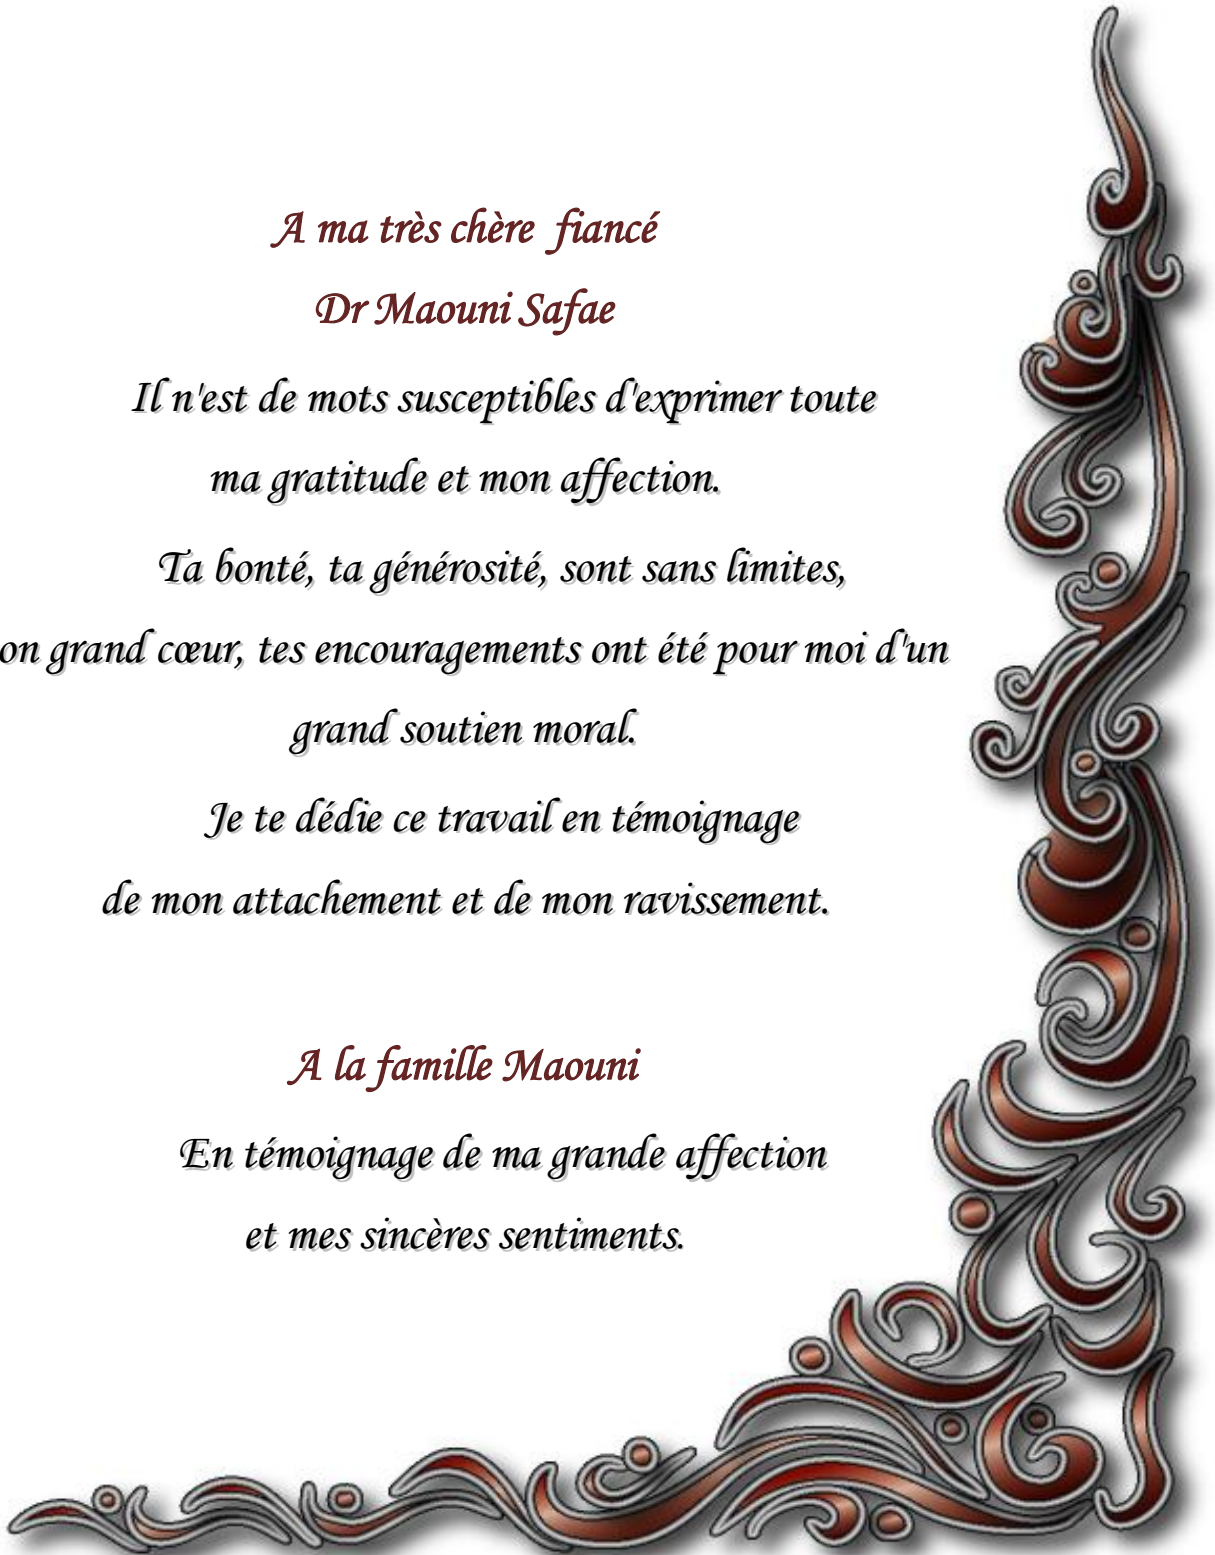 A ma très chère fiancé
Dr Maouni Safae
Il n'est de mots susceptibles d'exprimer toute
ma gratitude et mon affection.
Ta bonté, ta générosité, sont sans limites,
on grand cœur, tes encouragements ont été pour moi d'un
grand soutien moral.
Je te dédie ce travail en témoignage
de mon attachement et de mon ravissement.
A la famille Maouni
En témoignage de ma grande affection
et mes sincères sentiments.